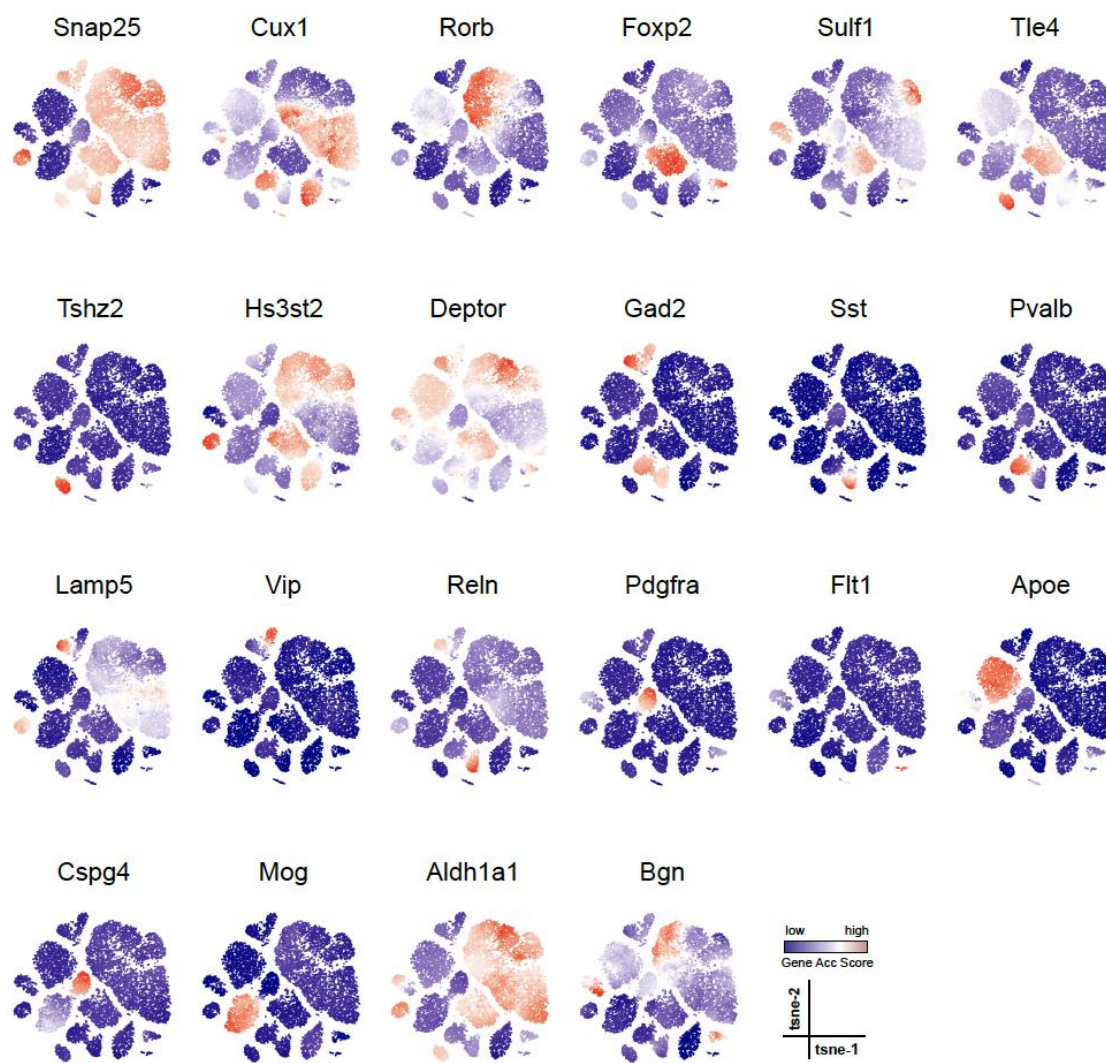 Snap25 Cux1 Rorb Foxp2 Sulf1 Tle4
Tshz2 Hs3st2 Deptor Gad2 Sst Pvalb
Lamp5 Vip Reln Pdgfra Flt1 Apoe
Cspg4 Mog Aldh1a1 Bgn
low high
Gene Acc Score
tsne-2
tsne-1